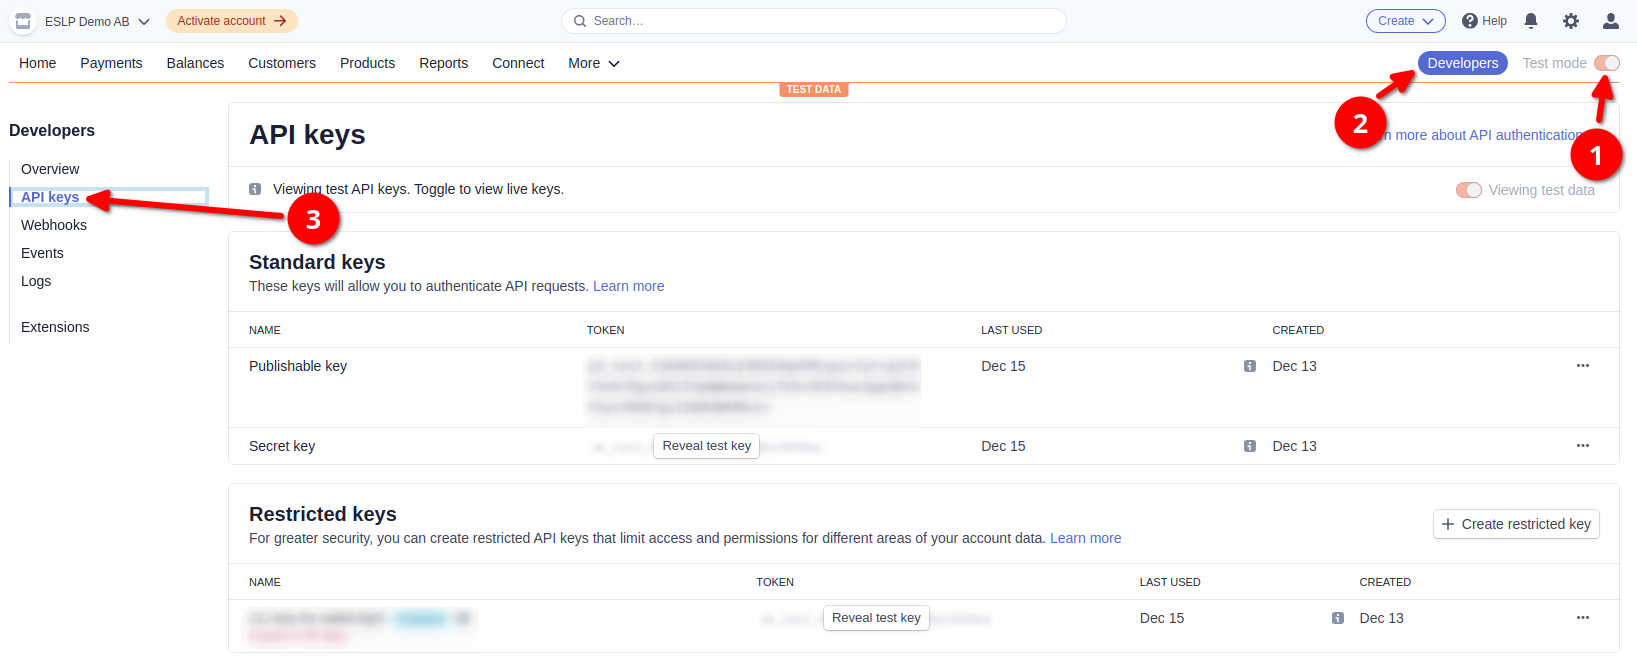 ESLP Demo AB
Activate account
Search…
Create
Help
Home
Payments
Balances
Customers
Products
Reports
Connect
More
Developers
Test mode
TEST DATA
2
1
Developers
API keys
more about API authentication
Overview
API keys
Viewing test API keys. Toggle to view live keys.
Viewing test data
3
Webhooks
Events
Logs
Extensions
Standard keys
These keys will allow you to authenticate API requests. Learn more
NAME TOKEN LAST USED CREATED
Publishable key Dec 15 Dec 13
Secret key Reveal test key Dec 15 Dec 13
Restricted keys
For greater security, you can create restricted API keys that limit access and permissions for different areas of your account data. Learn more
Create restricted key
NAME TOKEN LAST USED CREATED
Reveal test key Dec 15 Dec 13